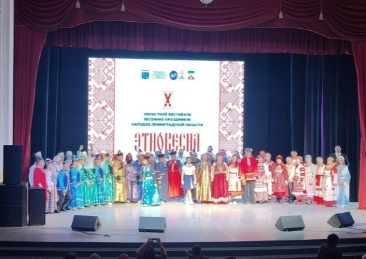 X
ОБЛАСТНОЙ ФЕСТИВАЛЬ
ВЕСЕННИХ ПРАЗДНИКОВ
НАРОДОВ ЛЕНИНГРАДСКОЙ ОБЛАСТИ
ЭТНОВЕСНА